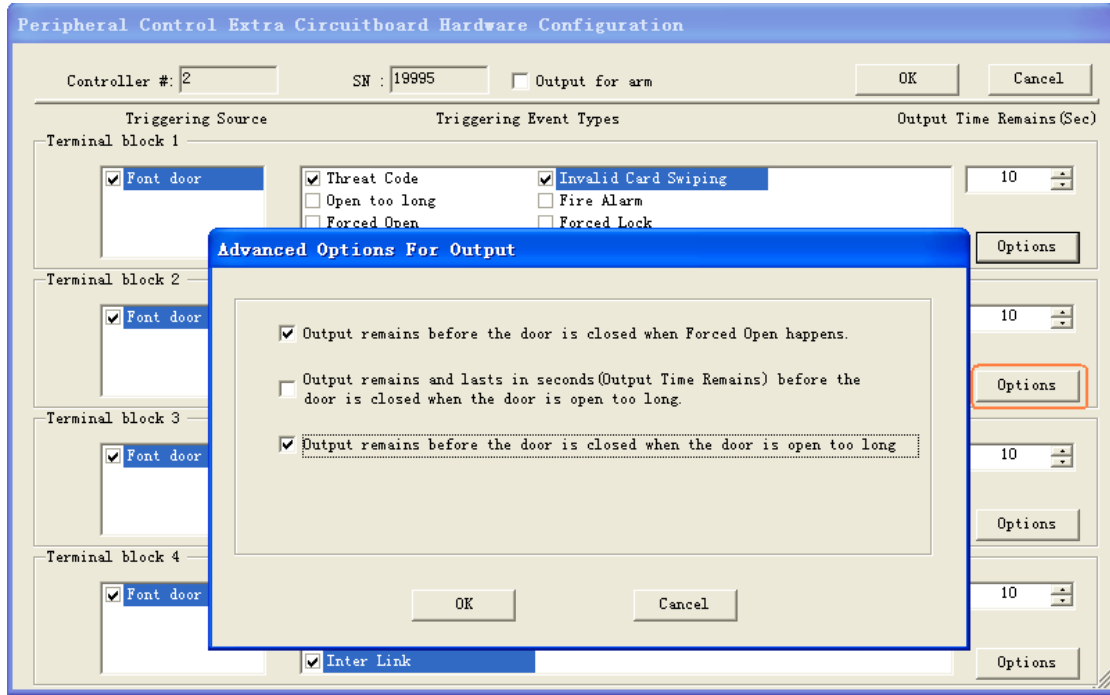 Peripheral Control Extra Circuitboard Hardware Configuration
Controller #: 2 SN : 19995 Output for arm OK Cancel
Triggering Source Triggering Event Types Output Time Remains(Sec)
Terminal block 1
Font door Threat Code Invalid Card Swiping 10
Open too long Fire Alarm
Forced Open Forced Lock
Options
Advanced Options For Output
Terminal block 2
Font door 10
Output remains before the door is closed when Forced Open happens.
Output remains and lasts in seconds(Output Time Remains) before the
door is closed when the door is open too long.
Options
Terminal block 3
Output remains before the door is closed when the door is open too long
Font door 10
Options
Terminal block 4
Font door 10
OK Cancel
Inter Link Options